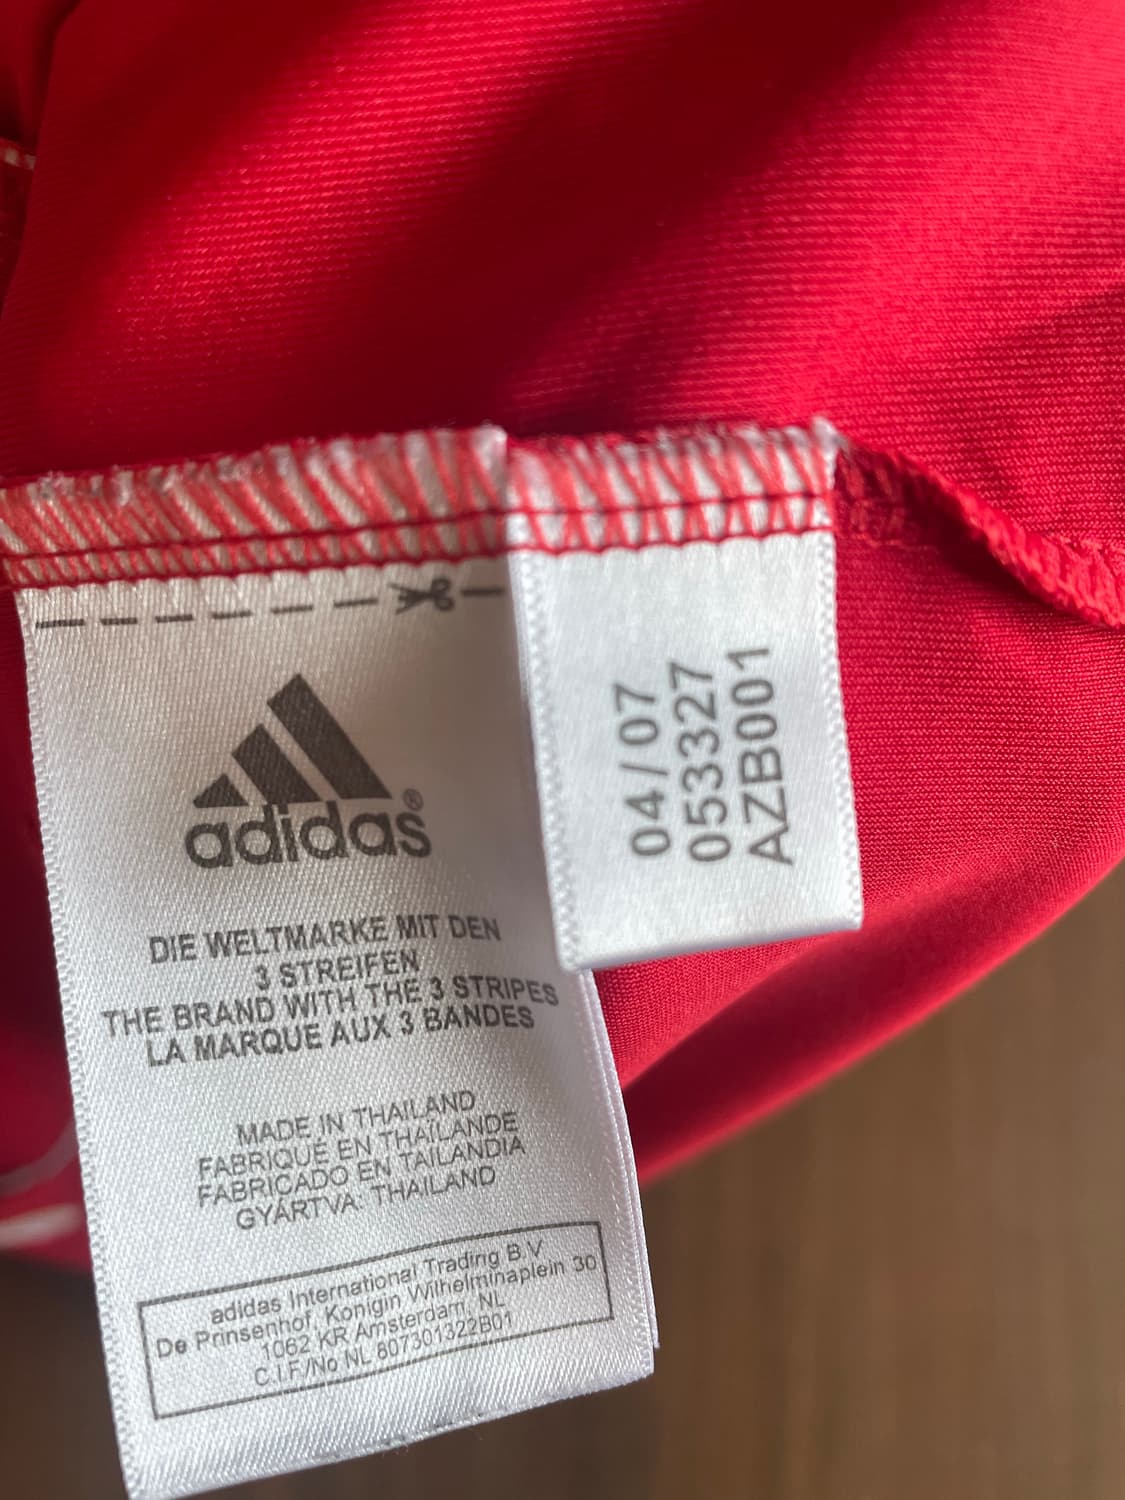 adidas®
DIE WELTMARKE MIT DEN
3 STREIFEN
THE BRAND WITH THE 3 STRIPES
LA MARQUE AUX 3 BANDES
MADE IN THAILAND
FABRIQUÉ EN THAÏLANDE
FABRICADO EN TAILANDIA
GYÁRTVA: THAILAND
adidas International Trading B.V.
De Prinsenhof, Konigin Wilhelminaplein 30
1062 KR Amsterdam, NL
C.I.F./No NL 807301322B01
04/07
053327
AZB001